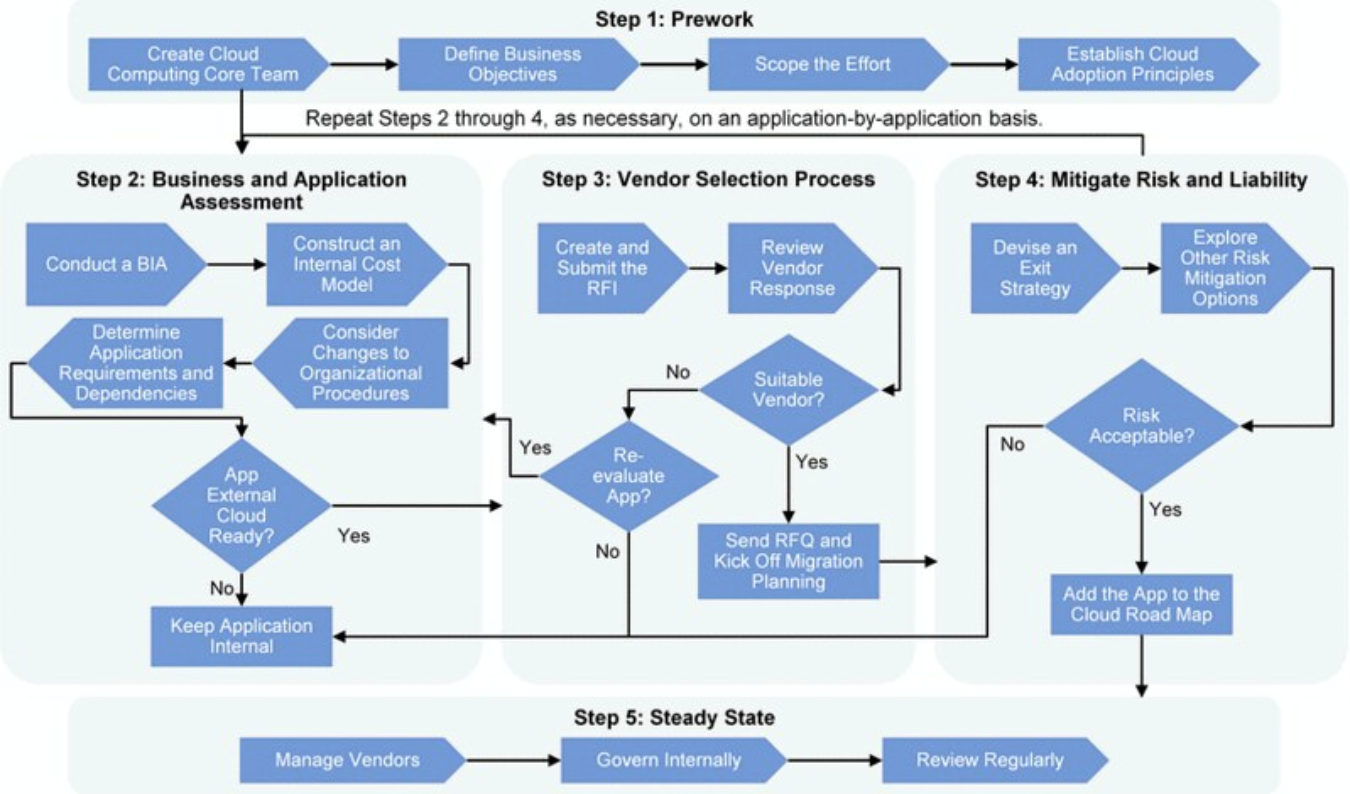 Step 1: Prework
Create Cloud
Computing Core Team
Define Business
Objectives
Scope the Effort
Establish Cloud
Adoption Principles
Repeat Steps 2 through 4, as necessary, on an application-by-application basis.
Step 2: Business and Application
Assessment
Conduct a BIA
Construct an
Internal Cost
Model
Determine
Application
Requirements and
Dependencies
Consider
Changes to
Organizational
Procedures
App
External
Cloud
Ready?
Yes
No
Keep Application
Internal
Step 3: Vendor Selection Process
Create and
Submit the
RFI
Review
Vendor
Response
Suitable
Vendor?
No
Yes
Re-
evaluate
App?
Yes
No
Send RFQ and
Kick Off Migration
Planning
Step 4: Mitigate Risk and Liability
Devise an
Exit
Strategy
Explore
Other Risk
Mitigation
Options
Risk
Acceptable?
No
Yes
Add the App to the
Cloud Road Map
Step 5: Steady State
Manage Vendors
Govern Internally
Review Regularly